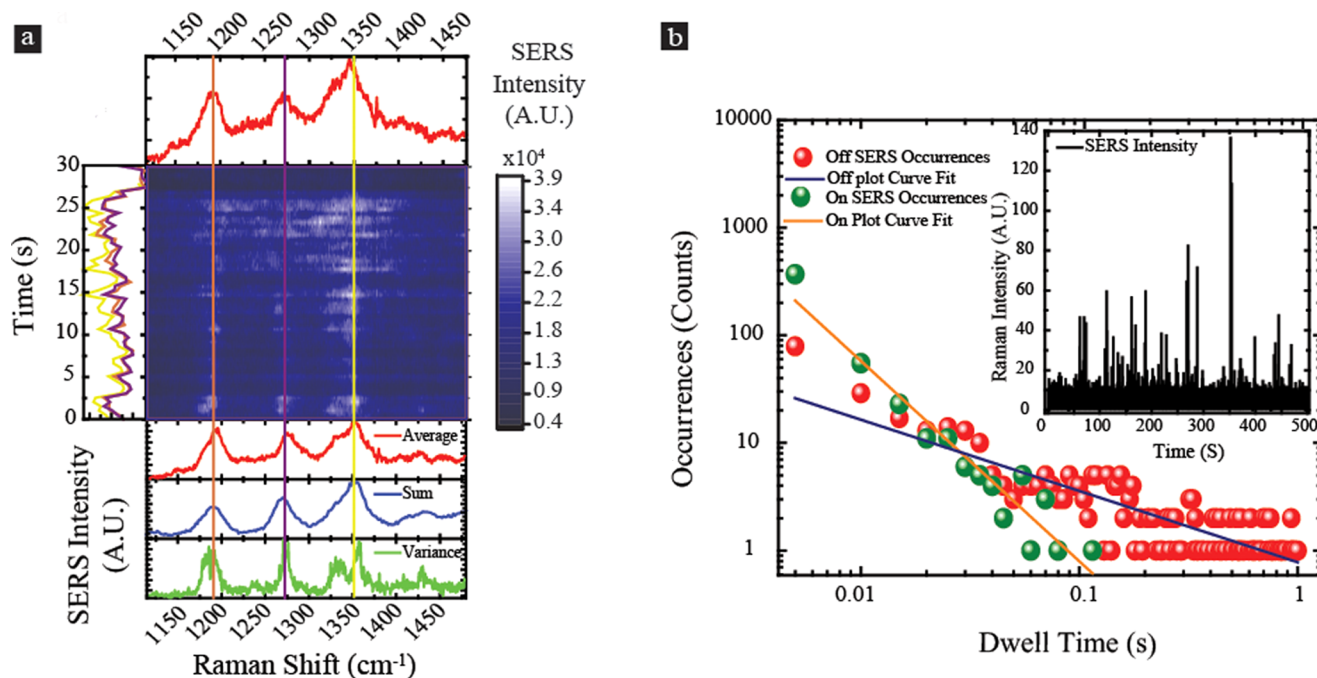 a
1150 1200 1250 1300 1350 1400 1450
SERS
Intensity
(A.U.)
x10⁴
3.9
3.4
3.0
2.6
2.2
1.7
1.3
0.9
0.4
30
25
20
15
10
5
0
Time (s)
Average
Sum
Variance
SERS Intensity
(A.U.)
1150 1200 1250 1300 1350 1400 1450
Raman Shift (cm⁻¹)
b
10000
1000
100
10
1
Occurrences (Counts)
Off SERS Occurrences
Off plot Curve Fit
On SERS Occurrences
On Plot Curve Fit
0.01 0.1 1
Dwell Time (s)
140
120
100
80
60
40
20
0
Raman Intensity (A.U.)
SERS Intensity
0 100 200 300 400 500
Time (S)